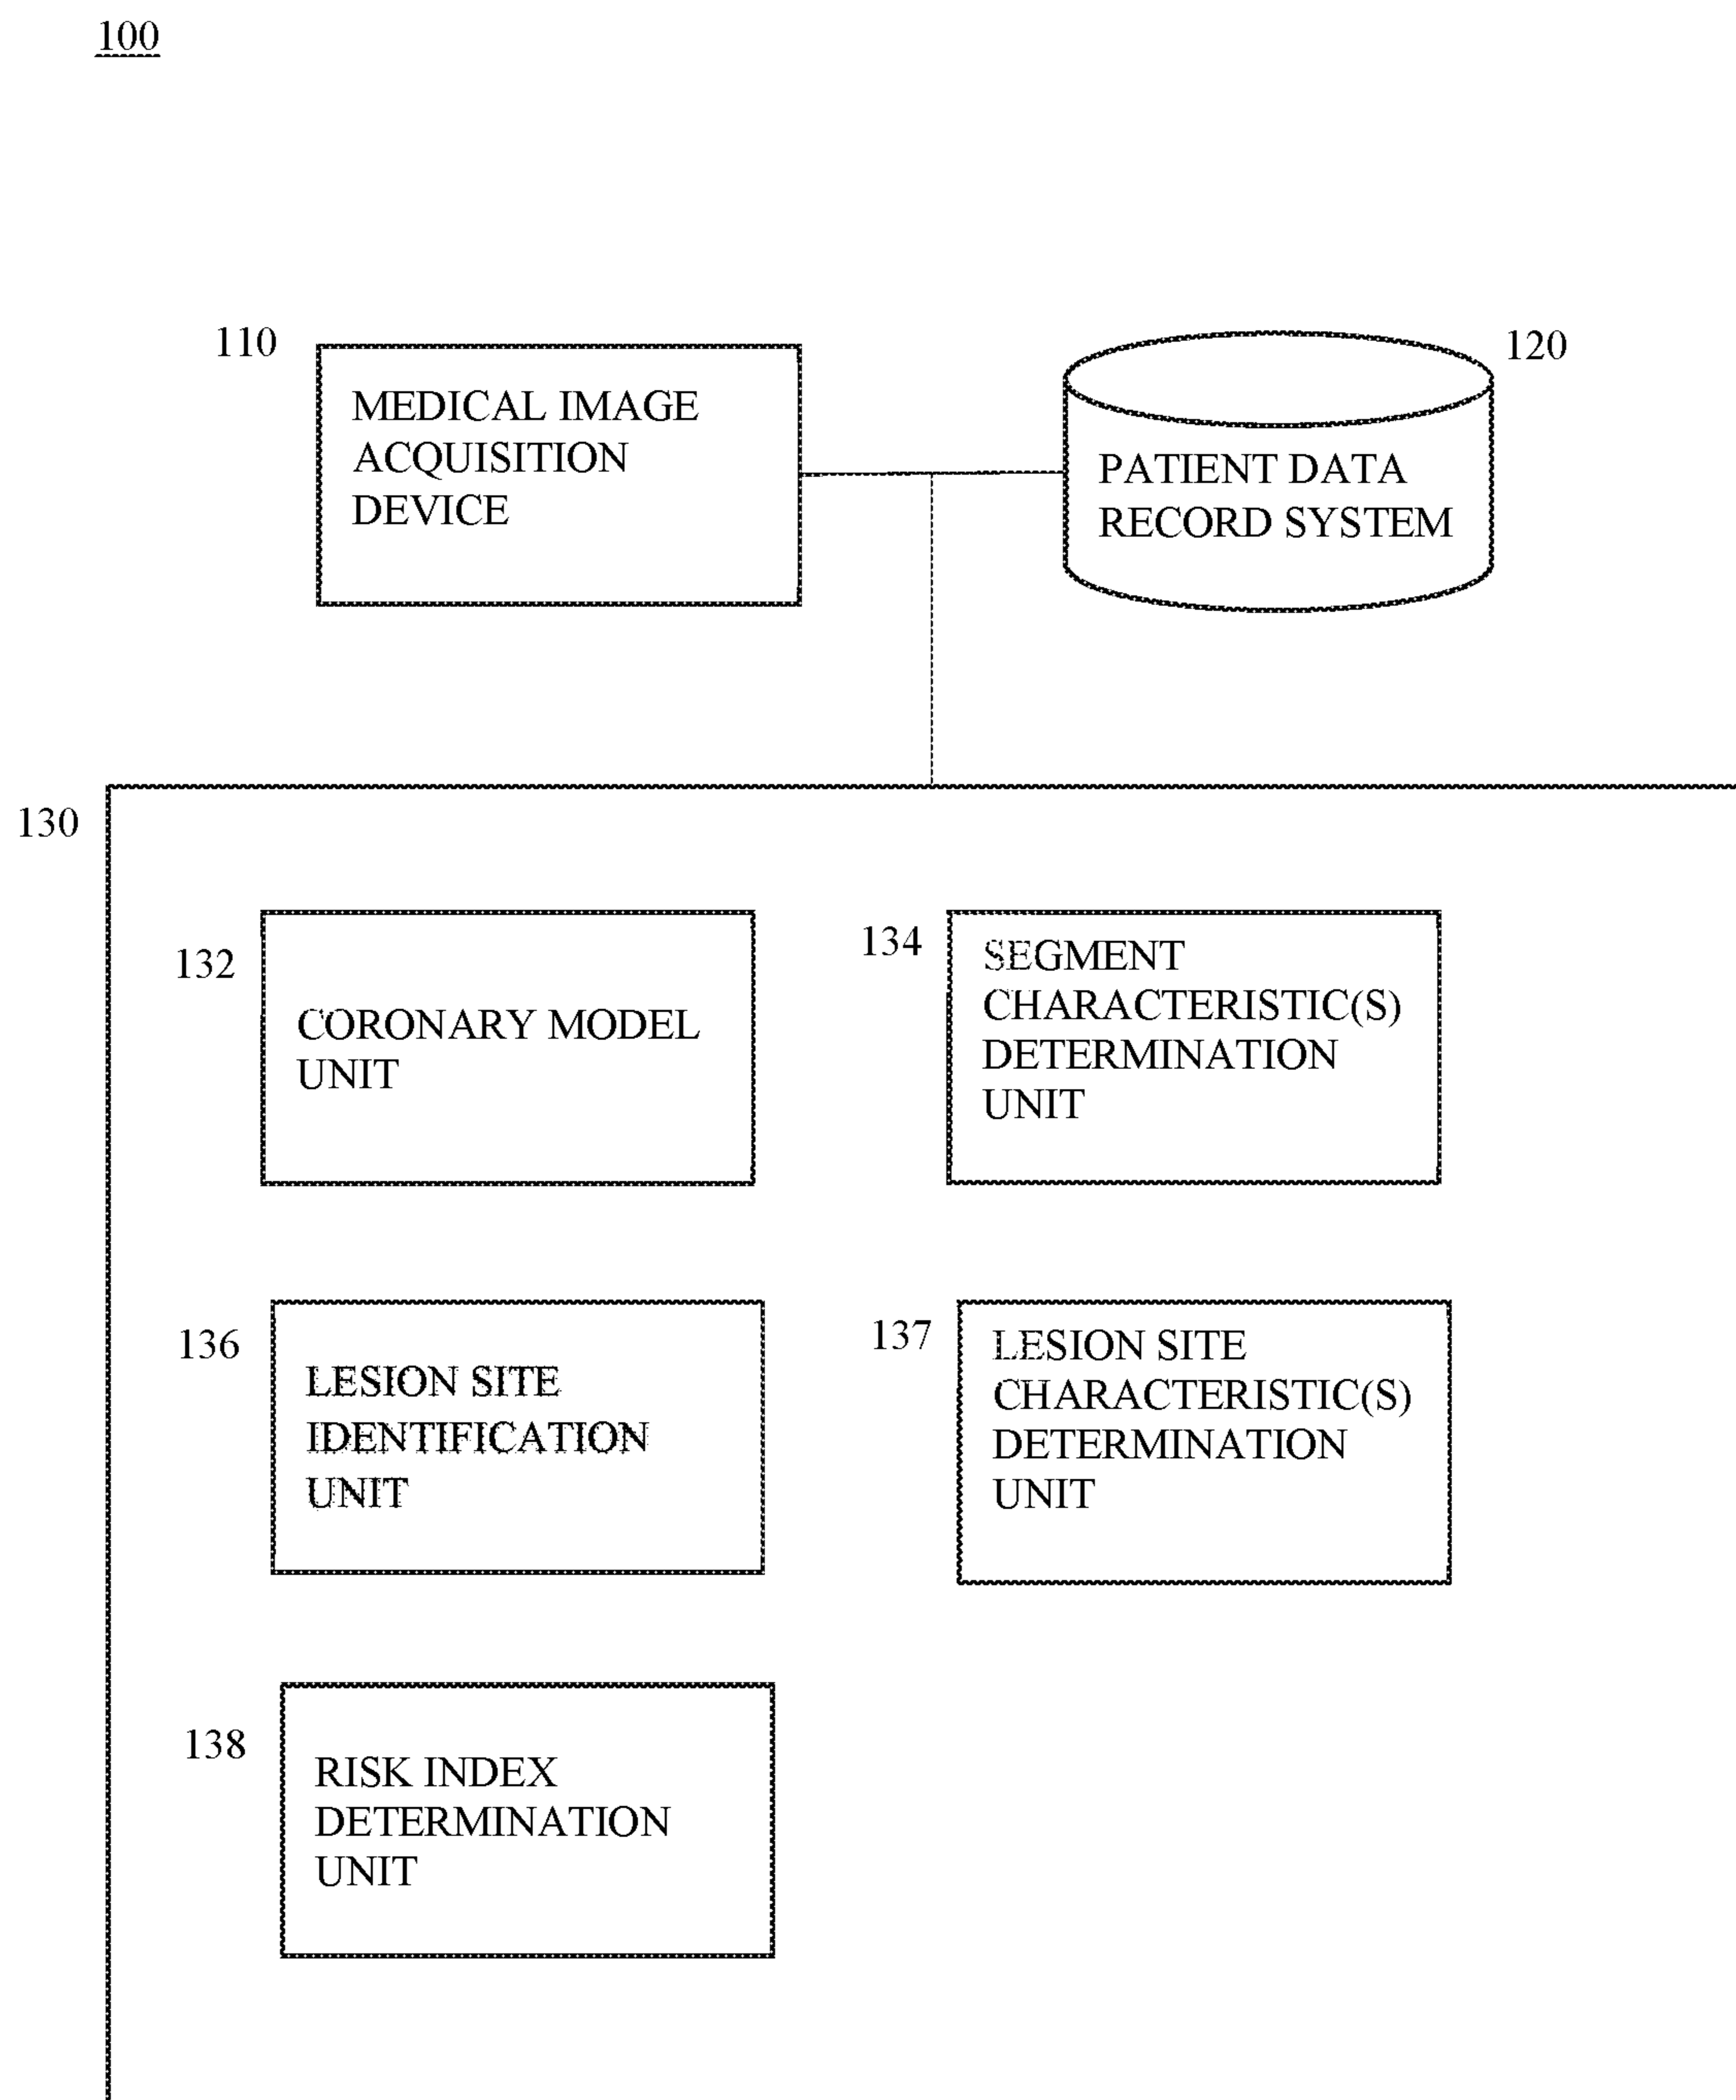 100
110
MEDICAL IMAGE
ACQUISITION
DEVICE
120
PATIENT DATA
RECORD SYSTEM
130
132
CORONARY MODEL
UNIT
134
SEGMENT
CHARACTERISTIC(S)
DETERMINATION
UNIT
136
LESION SITE
IDENTIFICATION
UNIT
137
LESION SITE
CHARACTERISTIC(S)
DETERMINATION
UNIT
138
RISK INDEX
DETERMINATION
UNIT